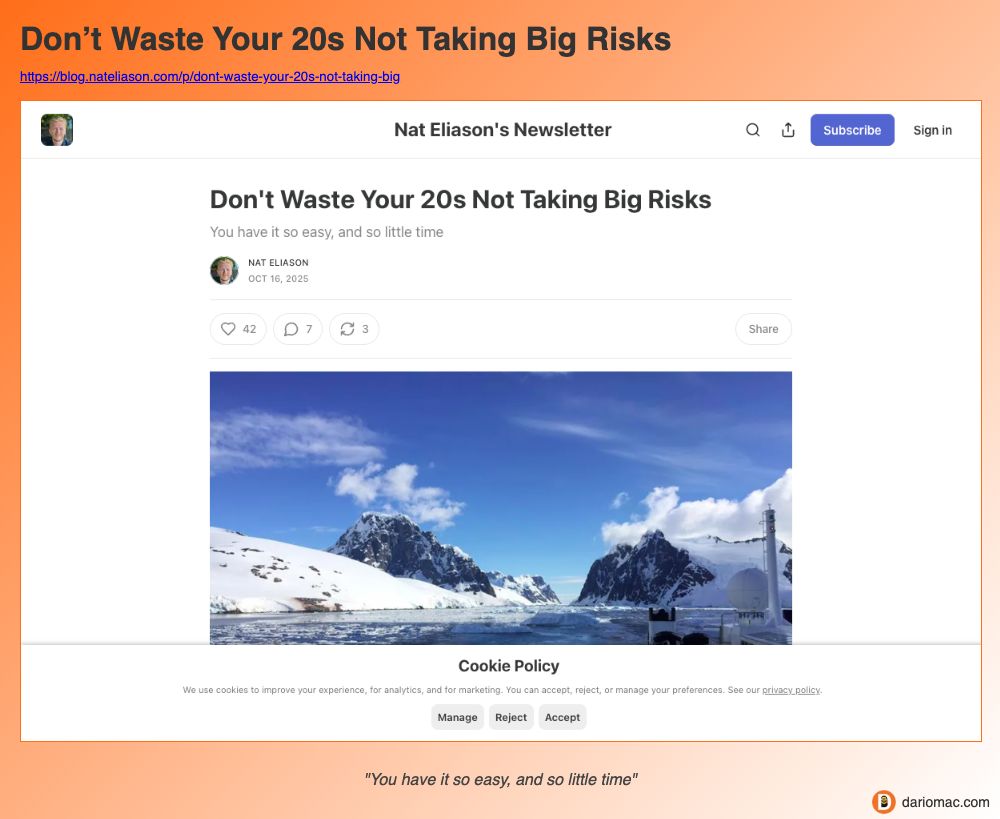 Don’t Waste Your 20s Not Taking Big Risks
https://blog.nateliason.com/p/dont-waste-your-20s-not-taking-big
Nat Eliason's Newsletter
Subscribe
Sign in
Don't Waste Your 20s Not Taking Big Risks
You have it so easy, and so little time
NAT ELIASON
OCT 16, 2025
42
7
3
Share
Cookie Policy
We use cookies to improve your experience, for analytics, and for marketing. You can accept, reject, or manage your preferences. See our privacy policy.
Manage
Reject
Accept
"You have it so easy, and so little time"
dariomac.com